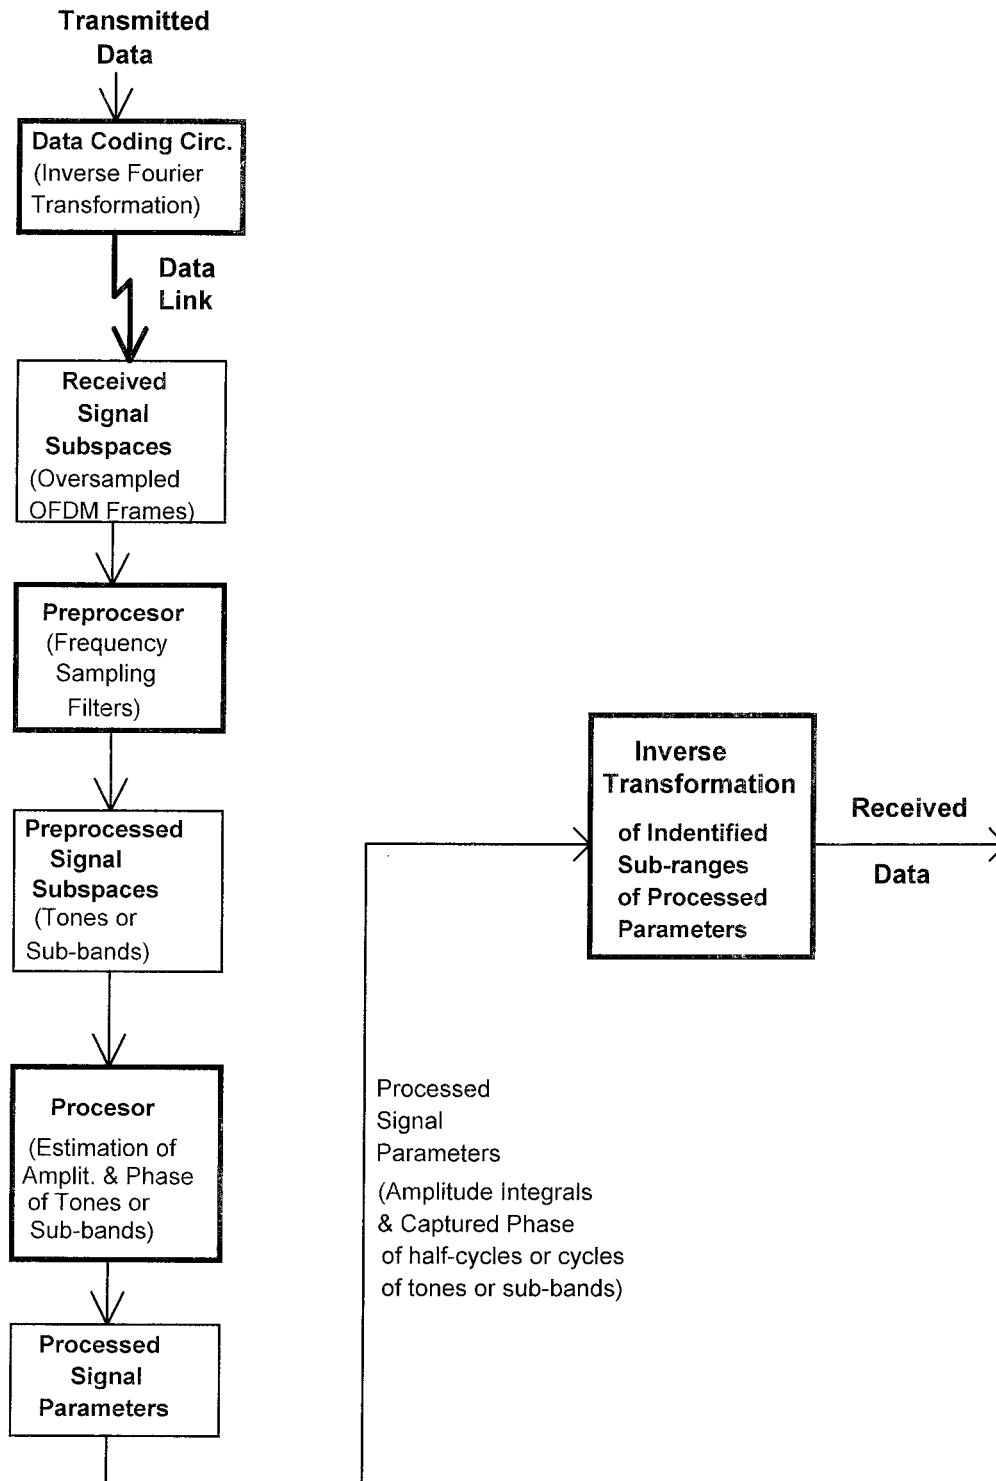 Transmitted
Data
Data Coding Circ.
(Inverse Fourier
Transformation)
Data
Link
Received
Signal
Subspaces
(Oversampled
OFDM Frames)
Preprocesor
(Frequency
Sampling
Filters)
Preprocessed
Signal
Subspaces
(Tones or
Sub-bands)
Procesor
(Estimation of
Amplit. & Phase
of Tones or
Sub-bands)
Processed
Signal
Parameters
Processed
Signal
Parameters
(Amplitude Integrals
& Captured Phase
of half-cycles or cycles
of tones or sub-bands)
Inverse
Transformation
of Indentified
Sub-ranges
of Processed
Parameters
Received
Data